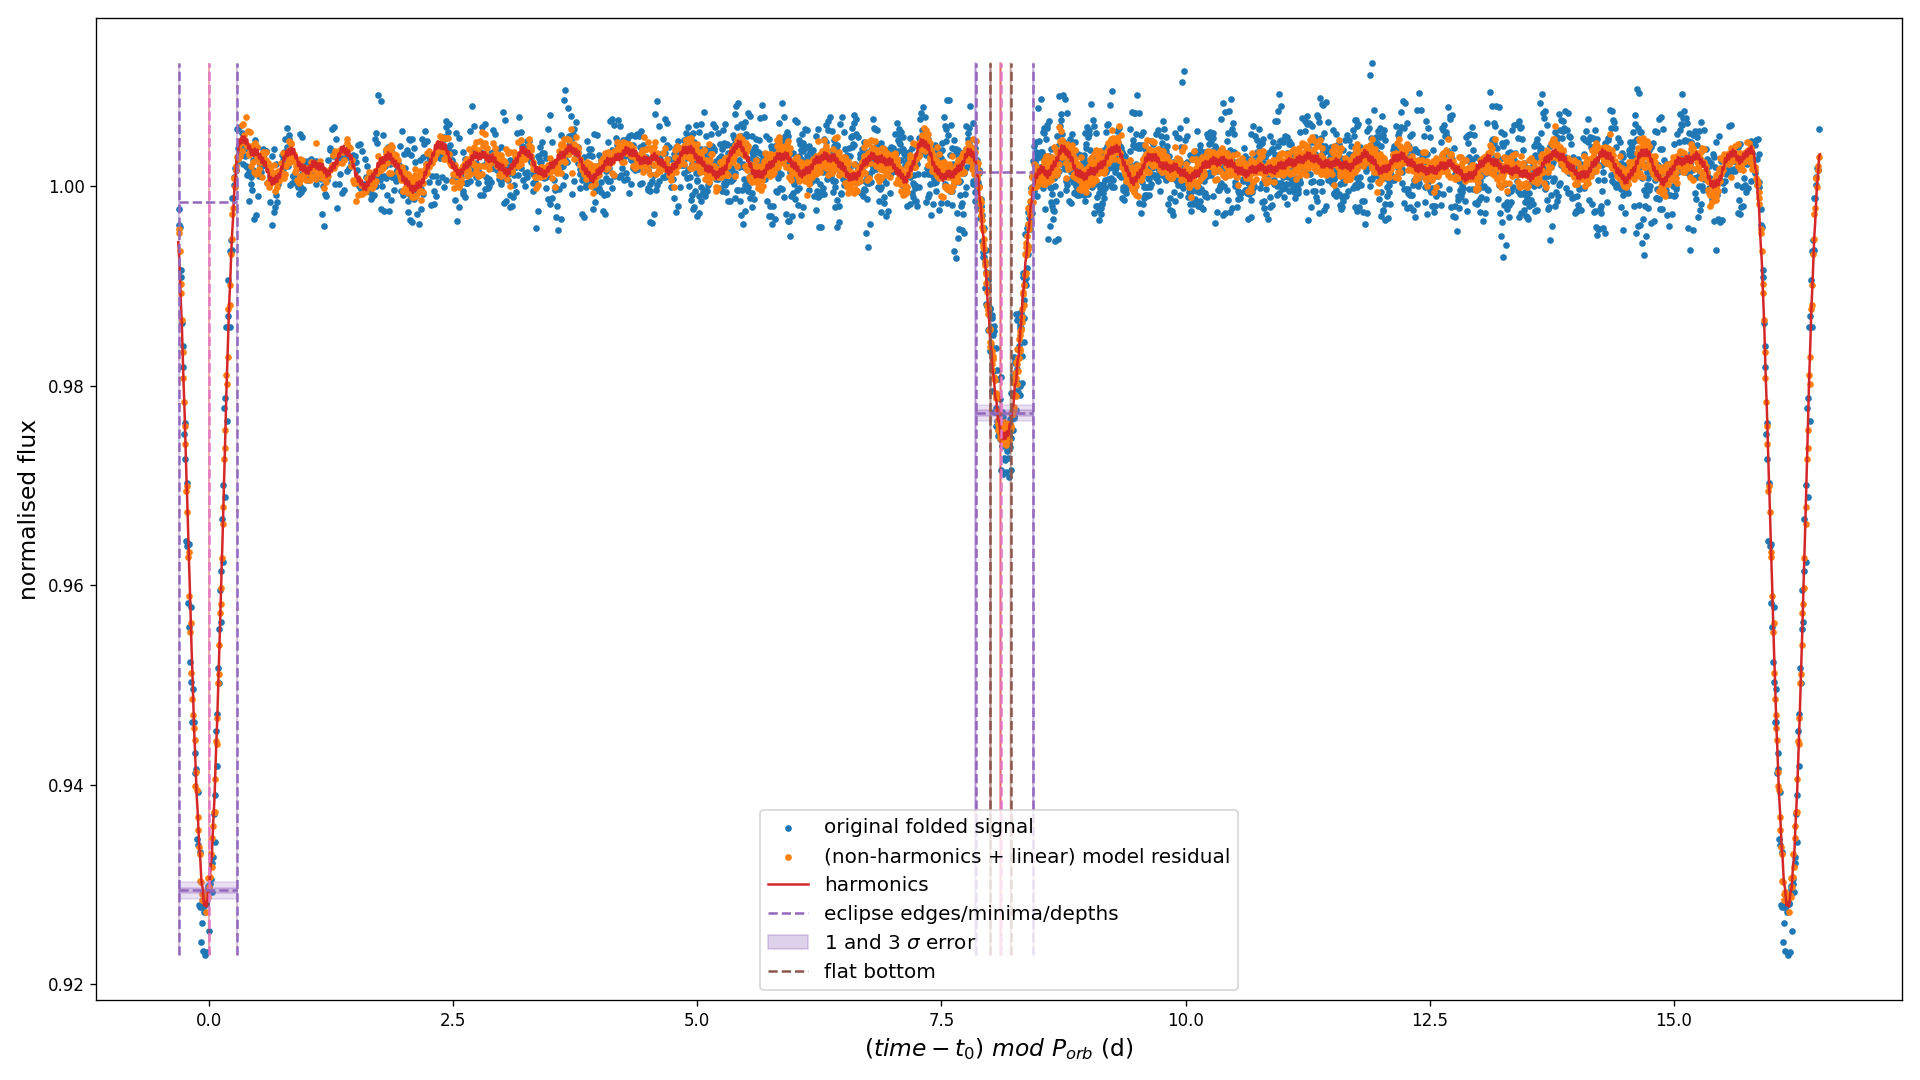 normalised flux
1.00
0.98
0.96
0.94
0.92
0.0
2.5
5.0
7.5
10.0
12.5
15.0
(time − t₀) mod Pₒᵣb (d)
original folded signal
(non-harmonics + linear) model residual
harmonics
eclipse edges/minima/depths
1 and 3 σ error
flat bottom